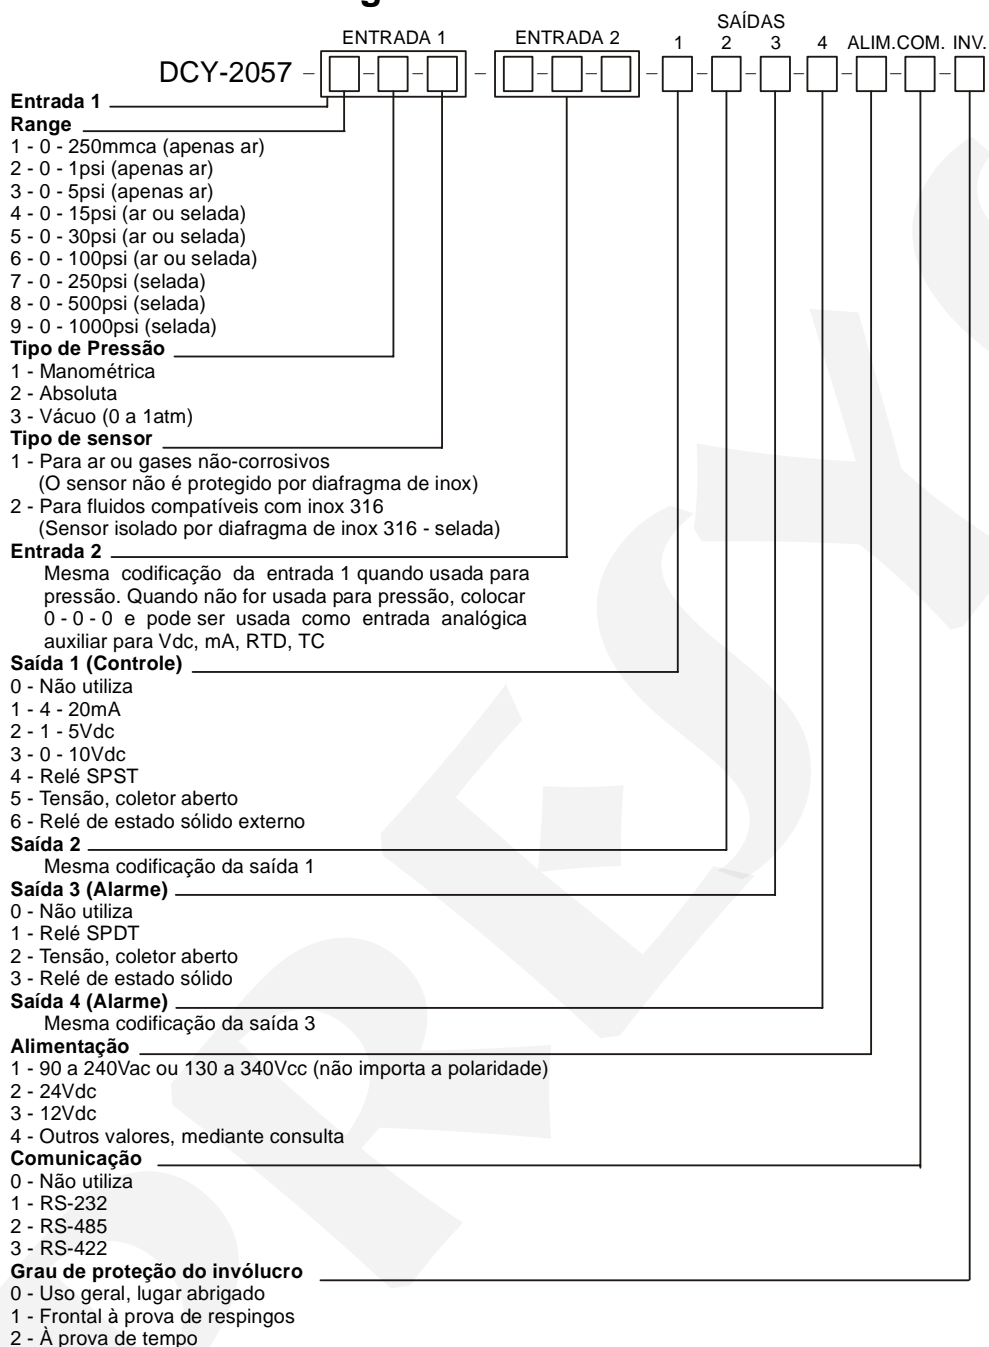 SAÍDAS
ENTRADA 1 ENTRADA 2 1 2 3 4 ALIM. COM. INV.
DCY-2057
Entrada 1
Range
1 - 0 - 250mmca (apenas ar)
2 - 0 - 1psi (apenas ar)
3 - 0 - 5psi (apenas ar)
4 - 0 - 15psi (ar ou selada)
5 - 0 - 30psi (ar ou selada)
6 - 0 - 100psi (ar ou selada)
7 - 0 - 250psi (selada)
8 - 0 - 500psi (selada)
9 - 0 - 1000psi (selada)
Tipo de Pressão
1 - Manométrica
2 - Absoluta
3 - Vácuo (0 a 1atm)
Tipo de sensor
1 - Para ar ou gases não-corrosivos
(O sensor não é protegido por diafragma de inox)
2 - Para fluidos compatíveis com inox 316
(Sensor isolado por diafragma de inox 316 - selada)
Entrada 2
Mesma codificação da entrada 1 quando usada para
pressão. Quando não for usada para pressão, colocar
0 - 0 - 0 e pode ser usada como entrada analógica
auxiliar para Vdc, mA, RTD, TC
Saída 1 (Controle)
0 - Não utiliza
1 - 4 - 20mA
2 - 1 - 5Vdc
3 - 0 - 10Vdc
4 - Relé SPST
5 - Tensão, coletor aberto
6 - Relé de estado sólido externo
Saída 2
Mesma codificação da saída 1
Saída 3 (Alarme)
0 - Não utiliza
1 - Relé SPDT
2 - Tensão, coletor aberto
3 - Relé de estado sólido
Saída 4 (Alarme)
Mesma codificação da saída 3
Alimentação
1 - 90 a 240Vac ou 130 a 340Vcc (não importa a polaridade)
2 - 24Vdc
3 - 12Vdc
4 - Outros valores, mediante consulta
Comunicação
0 - Não utiliza
1 - RS-232
2 - RS-485
3 - RS-422
Grau de proteção do invólucro
0 - Uso geral, lugar abrigado
1 - Frontal à prova de respingos
2 - À prova de tempo